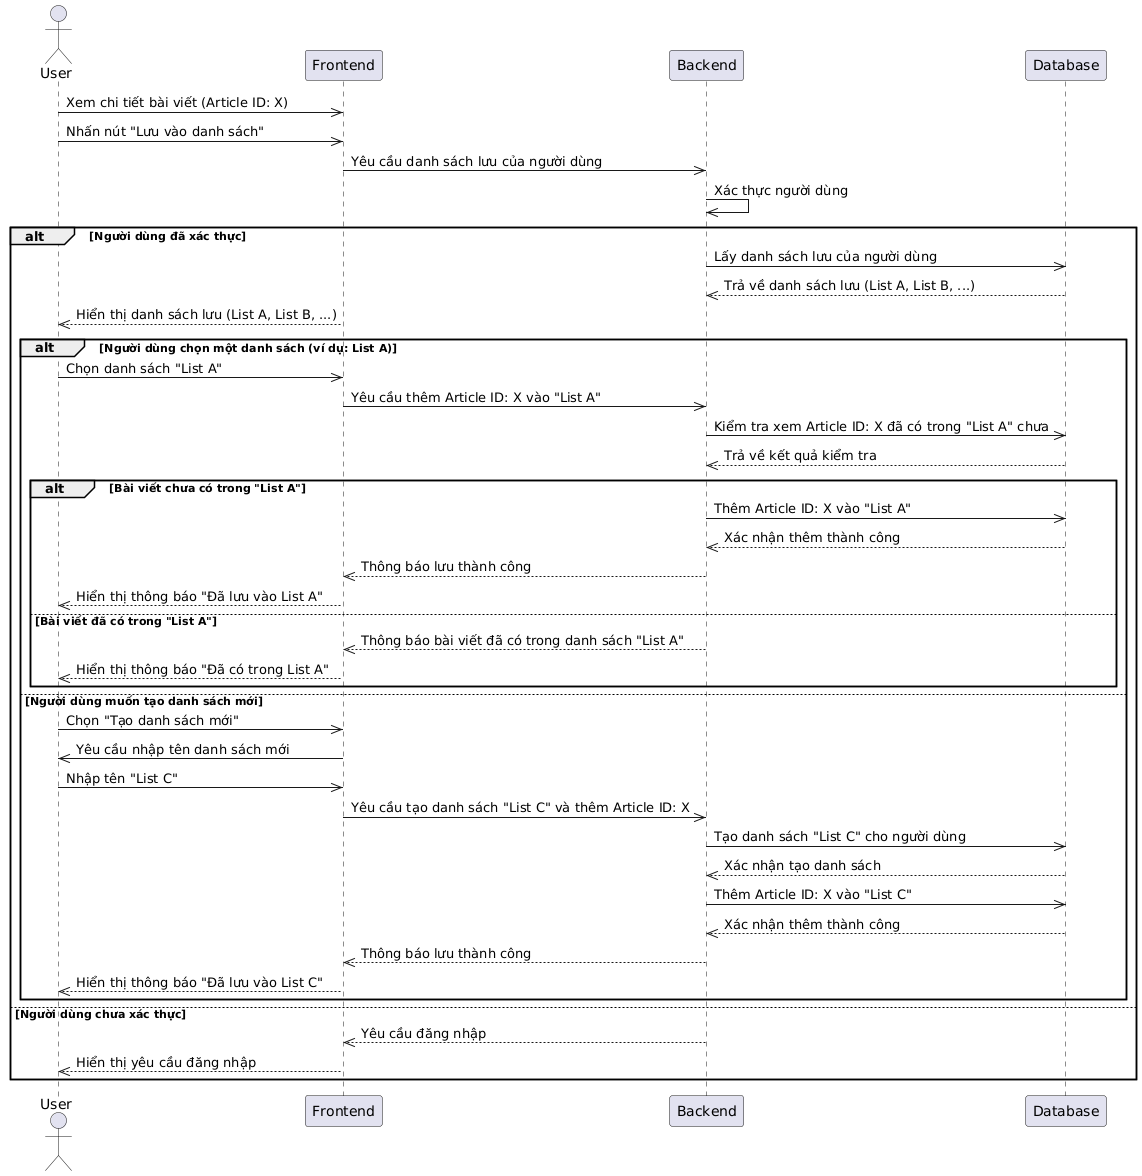 User
Frontend
Backend
Database
Xem chi tiết bài viết (Article ID: X)
Nhấn nút "Lưu vào danh sách"
Yêu cầu danh sách lưu của người dùng
Xác thực người dùng
alt [Người dùng đã xác thực]
Lấy danh sách lưu của người dùng
Trả về danh sách lưu (List A, List B, ...)
Hiển thị danh sách lưu (List A, List B, ...)
alt [Người dùng chọn một danh sách (ví dụ: List A)]
Chọn danh sách "List A"
Yêu cầu thêm Article ID: X vào "List A"
Kiểm tra xem Article ID: X đã có trong "List A" chưa
Trả về kết quả kiểm tra
alt [Bài viết chưa có trong "List A"]
Thêm Article ID: X vào "List A"
Xác nhận thêm thành công
Thông báo lưu thành công
Hiển thị thông báo "Đã lưu vào List A"
[Bài viết đã có trong "List A"]
Thông báo bài viết đã có trong danh sách "List A"
Hiển thị thông báo "Đã có trong List A"
[Người dùng muốn tạo danh sách mới]
Chọn "Tạo danh sách mới"
Yêu cầu nhập tên danh sách mới
Nhập tên "List C"
Yêu cầu tạo danh sách "List C" và thêm Article ID: X
Tạo danh sách "List C" cho người dùng
Xác nhận tạo danh sách
Thêm Article ID: X vào "List C"
Xác nhận thêm thành công
Thông báo lưu thành công
Hiển thị thông báo "Đã lưu vào List C"
[Người dùng chưa xác thực]
Yêu cầu đăng nhập
Hiển thị yêu cầu đăng nhập
User
Frontend
Backend
Database